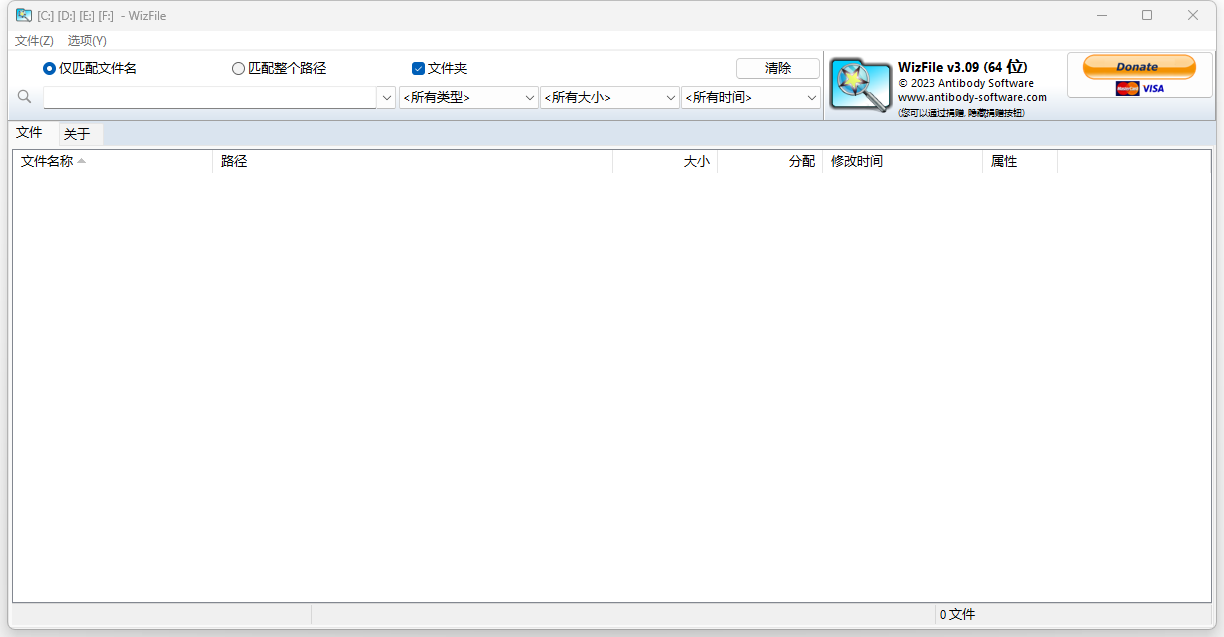 [C:] [D:] [E:] [F:] - WizFile
文件(Z) 选项(Y)
仅匹配文件名 匹配整个路径 文件夹 清除
<所有类型> <所有大小> <所有时间>
WizFile v3.09 (64 位)
© 2023 Antibody Software
www.antibody-software.com
(您可以通过捐赠, 隐藏捐赠按钮)
Donate
MasterCard VISA
文件 关于
文件名称 路径 大小 分配 修改时间 属性
0 文件